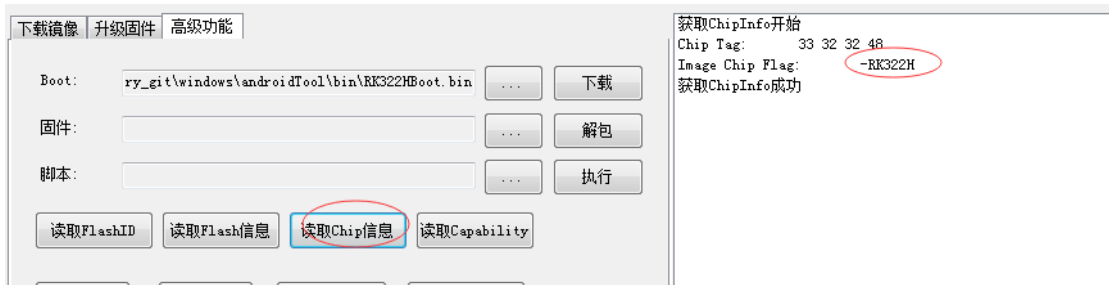 下载镜像 升级固件 高级功能
Boot: ry_git\windows\androidTool\bin\RK322HBoot.bin ... 下载
固件: ... 解包
脚本: ... 执行
读取FlashID 读取Flash信息 读取Chip信息 读取Capability
获取ChipInfo开始
Chip Tag: 33 32 32 48
Image Chip Flag: -RK322H
获取ChipInfo成功